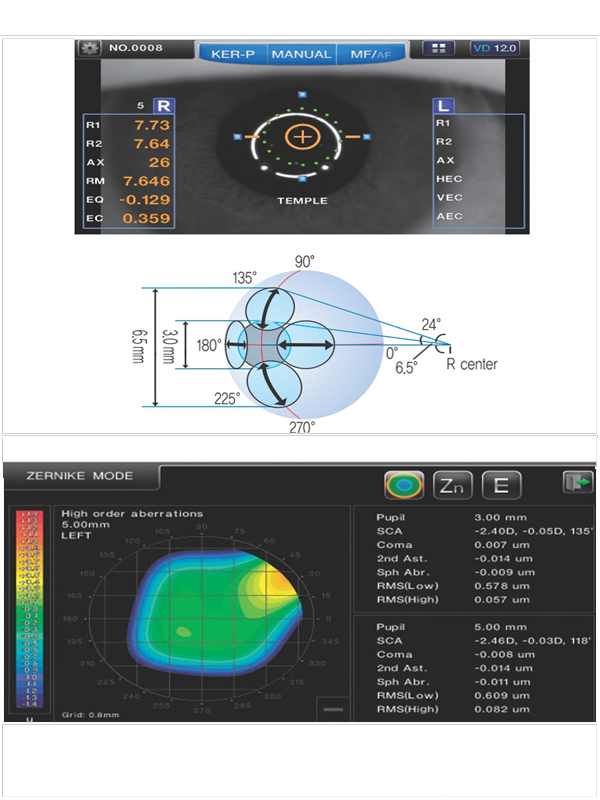 NO.0008
KER-P MANUAL MF/AF
VD 12.0
5 R
R1 7.73
R2 7.64
AX 26
RM 7.646
EQ -0.129
EC 0.359
TEMPLE
L
R1
R2
AX
HEC
VEC
AEC
90°
135°
24°
6.5 mm
3.0 mm
180°
0°
6.5°
R center
225°
270°
ZERNIKE MODE
Zn E
High order aberrations
5.00mm
LEFT
105 90 75
120 60
135 45
150 30
165 15
180 0
195 345
210 330
225 315
240 300
255 270 285
Grid: 0.8mm
u
Pupil 3.00 mm
SCA -2.40D, -0.05D, 135°
Coma 0.007 um
2nd Ast. -0.014 um
Sph Abr. -0.009 um
RMS(Low) 0.578 um
RMS(High) 0.057 um
Pupil 5.00 mm
SCA -2.46D, -0.03D, 118°
Coma -0.008 um
2nd Ast. -0.014 um
Sph Abr. -0.011 um
RMS(Low) 0.609 um
RMS(High) 0.082 um